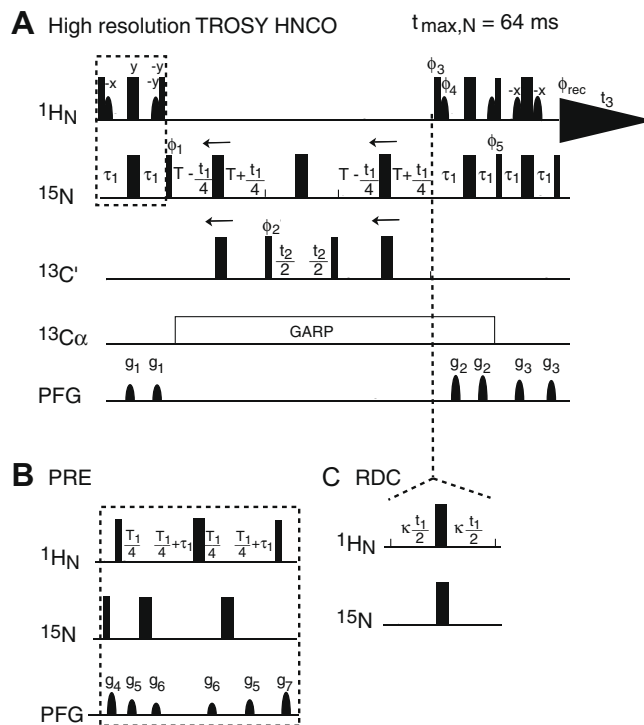 A High resolution TROSY HNCO t_max,N = 64 ms
-x y -y -y ϕ3 ϕ4 -x -x ϕrec t3
¹HN
ϕ1 ϕ5
τ1 τ1 T - t1/4 T + t1/4 T - t1/4 T + t1/4 τ1 τ1 τ1 τ1
¹⁵N
ϕ2
t2/2 t2/2
¹³C'
GARP
¹³Cα
g1 g1 g2 g2 g3 g3
PFG
B PRE
T1/4 T1/4+τ1 T1/4 T1/4+τ1
¹HN
¹⁵N
g4 g5 g6 g6 g5 g7
PFG
C RDC
κ t1/2 κ t1/2
¹HN
¹⁵N